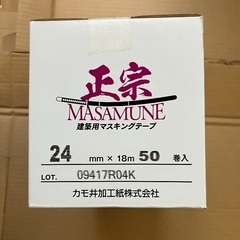 正宗
MASAMUNE
建築用マスキングテープ
24 mm × 18m 50 巻入
LOT. 09417R04K
カモ井加工紙株式会社